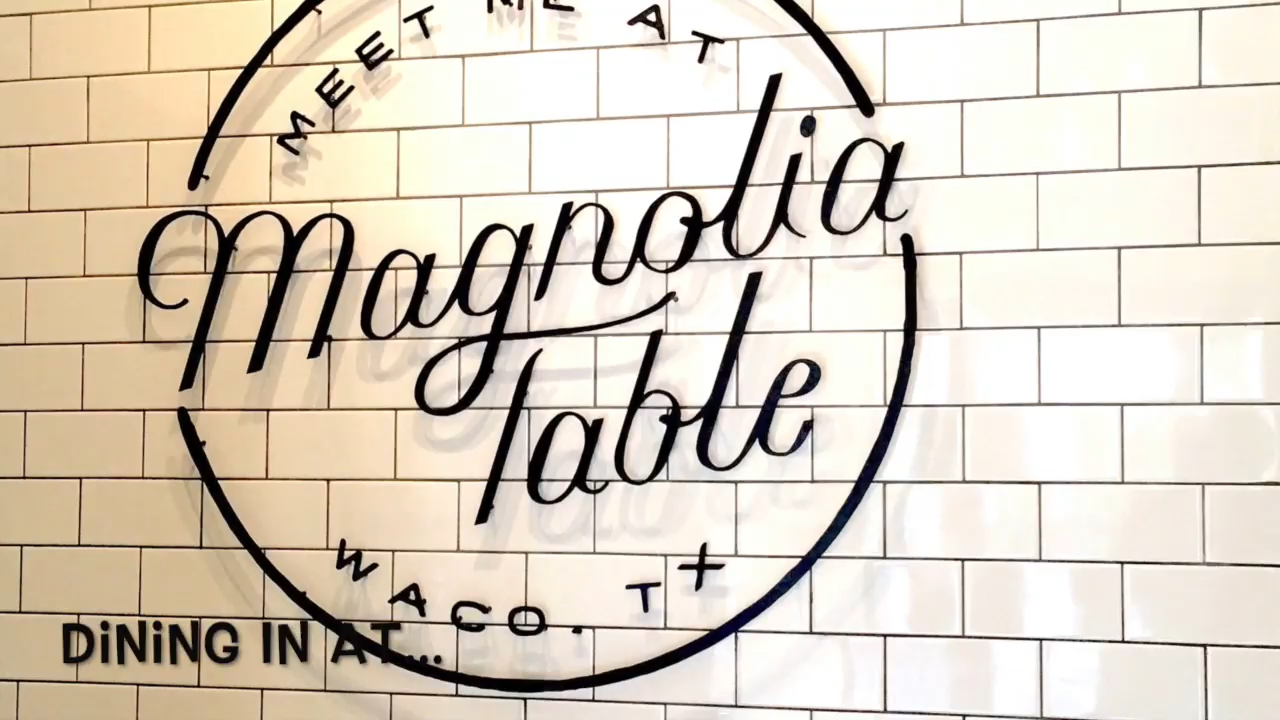 MEET ME AT
Magnolia
Table
WACO. TX
DiNiNG IN AT...